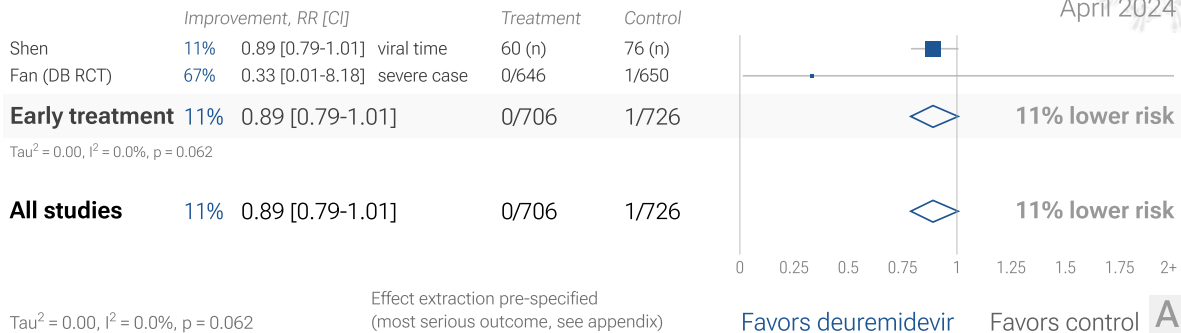 April 2024
Improvement, RR [CI] Treatment Control
Shen 11% 0.89 [0.79-1.01] viral time 60 (n) 76 (n)
Fan (DB RCT) 67% 0.33 [0.01-8.18] severe case 0/646 1/650
Early treatment 11% 0.89 [0.79-1.01] 0/706 1/726 11% lower risk
Tau² = 0.00, I² = 0.0%, p = 0.062
All studies 11% 0.89 [0.79-1.01] 0/706 1/726 11% lower risk
0 0.25 0.5 0.75 1 1.25 1.5 1.75 2+
Effect extraction pre-specified
Tau² = 0.00, I² = 0.0%, p = 0.062 (most serious outcome, see appendix) Favors deuremidevir Favors control A